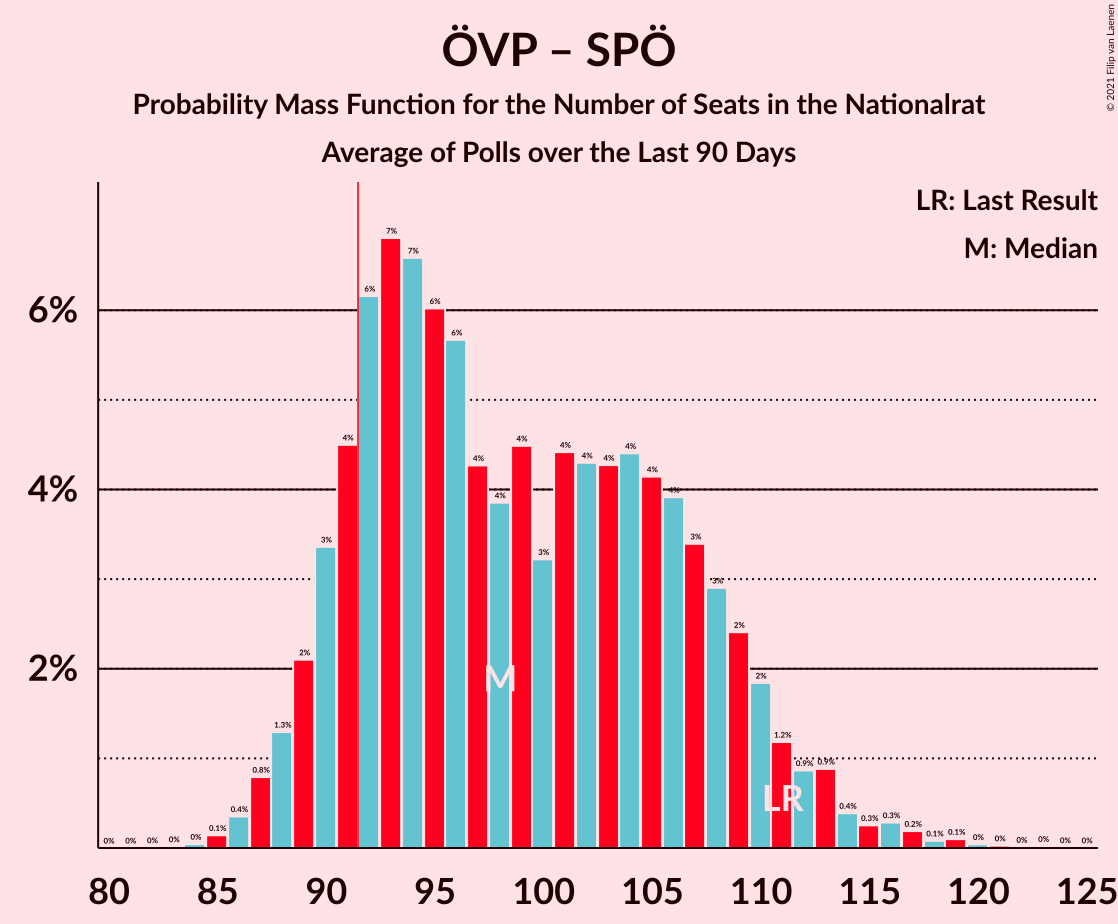 ÖVP – SPÖ
Probability Mass Function for the Number of Seats in the Nationalrat
Average of Polls over the Last 90 Days
© 2021 Filip van Laenen
LR: Last Result
M: Median
6%
4%
2%
0% 0% 0% 0% 0% 0.1% 0.4% 0.8% 1.3% 2% 3% 4% 6% 7% 7% 6% 6% 4% 4% 4% 3% 4% 4% 4% 4% 4% 4% 3% 3% 2% 2% 1.2% 0.9% 0.9% 0.4% 0.3% 0.3% 0.2% 0.1% 0.1% 0% 0% 0% 0% 0% 0%
M
LR
80 85 90 95 100 105 110 115 120 125